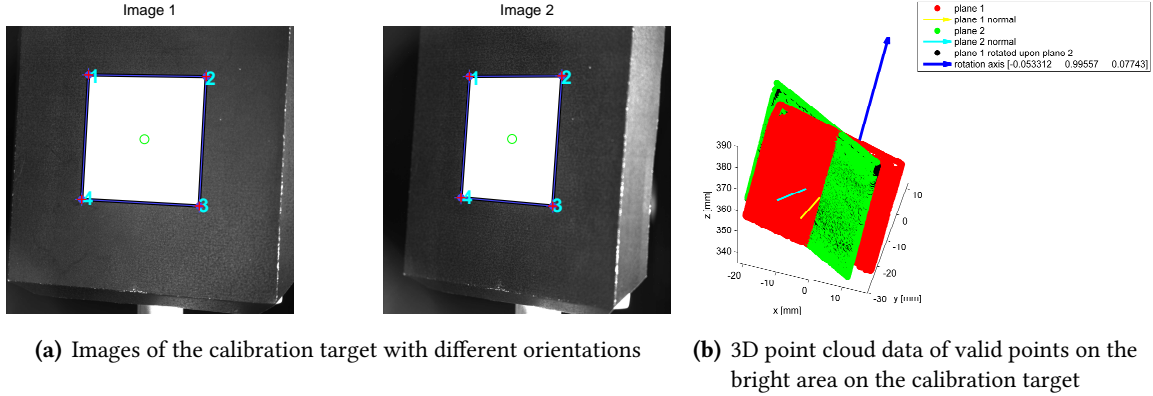 Image 1
Image 2
1
2
3
4
1
2
3
4
plane 1
plane 1 normal
plane 2
plane 2 normal
plane 1 rotated upon plane 2
rotation axis [-0.053312 0.99557 0.07743]
390
380
370
360
350
340
z [mm]
-20
-10
0
10
x [mm]
10
0
-10
-20
-30
y [mm]
(a) Images of the calibration target with different orientations
(b) 3D point cloud data of valid points on the
bright area on the calibration target